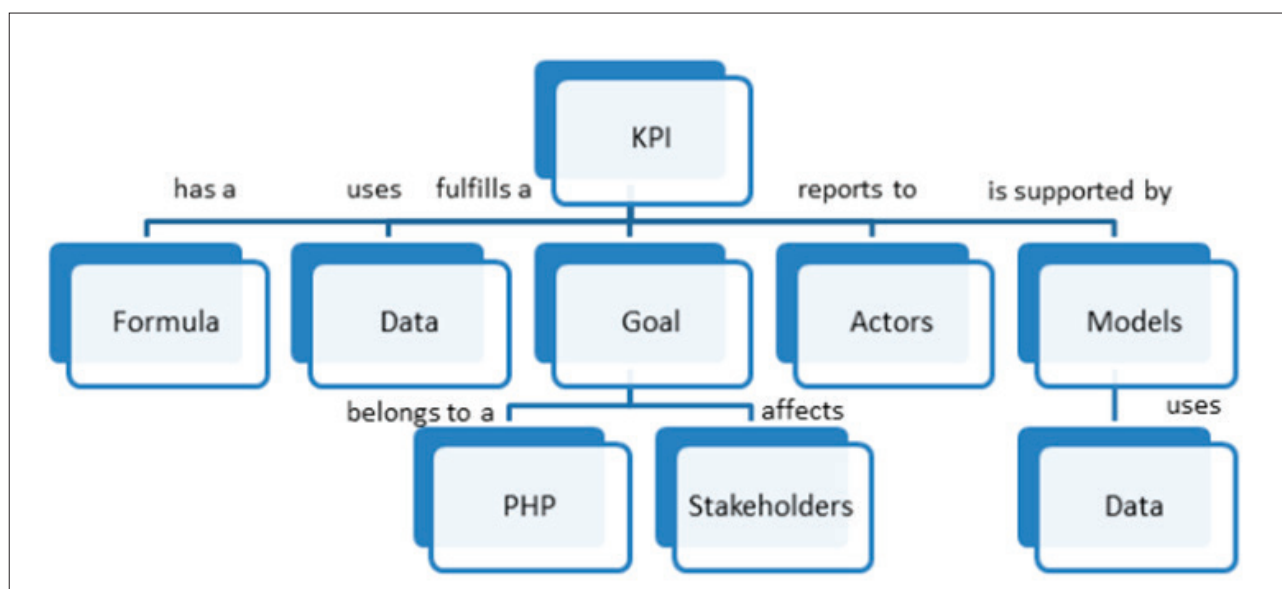 KPI
has a uses fulfills a reports to is supported by
Formula Data Goal Actors Models
belongs to a affects uses
PHP Stakeholders Data